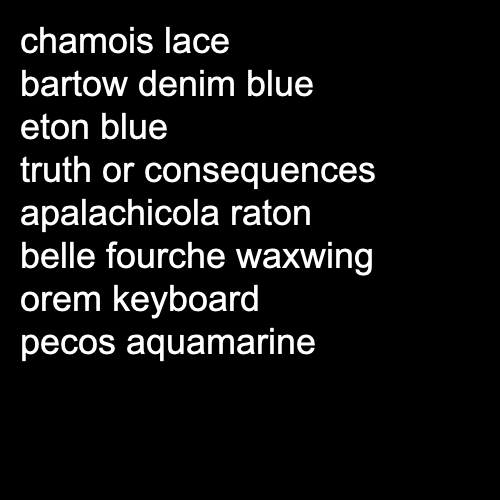 chamois lace
bartow denim blue
eton blue
truth or consequences
apalachicola raton
belle fourche waxwing
orem keyboard
pecos aquamarine